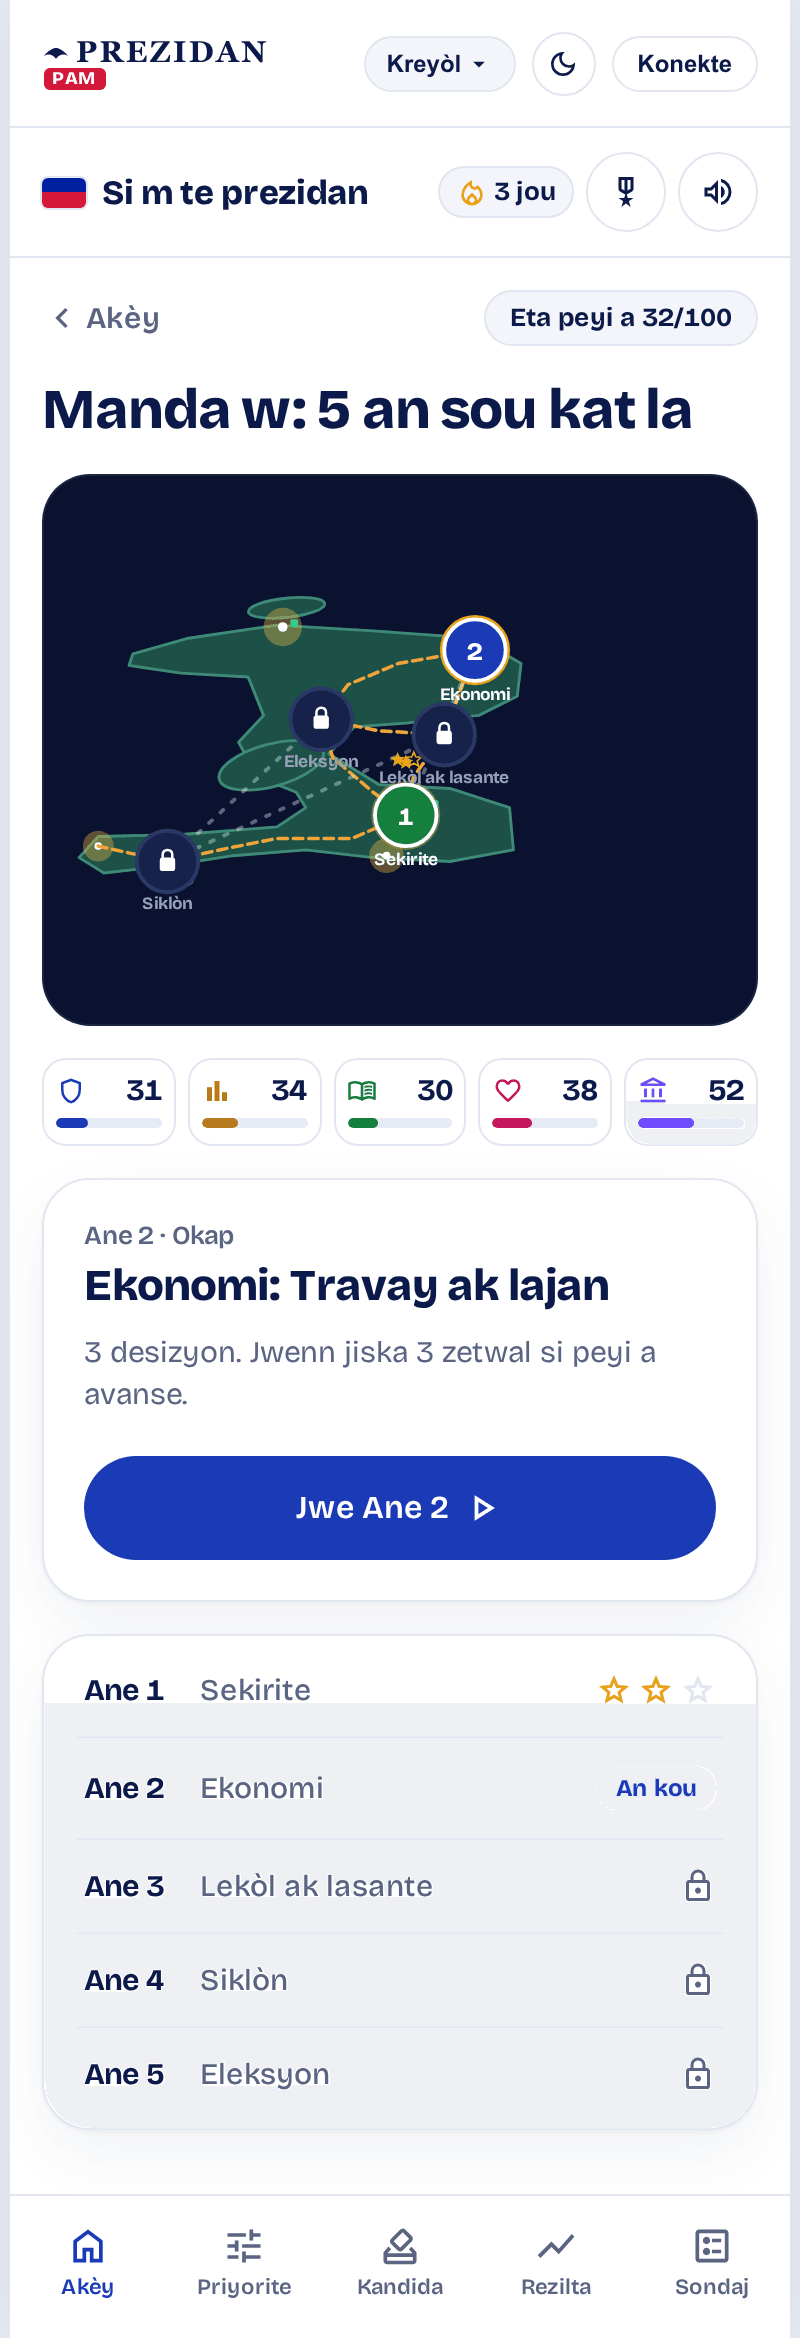 PREZIDAN
PAM
Kreyòl
Konekte
Si m te prezidan
3 jou
Akèy
Eta peyi a 32/100
Manda w: 5 an sou kat la
2
Ekonomi
Eleksyon
Lekòl ak lasante
1
Sekirite
Siklòn
31
34
30
38
52
Ane 2 · Okap
Ekonomi: Travay ak lajan
3 desizyon. Jwenn jiska 3 zetwal si peyi a
avanse.
Jwe Ane 2
Ane 1 Sekirite
Ane 2 Ekonomi An kou
Ane 3 Lekòl ak lasante
Ane 4 Siklòn
Ane 5 Eleksyon
Akèy Priyorite Kandida Rezilta Sondaj